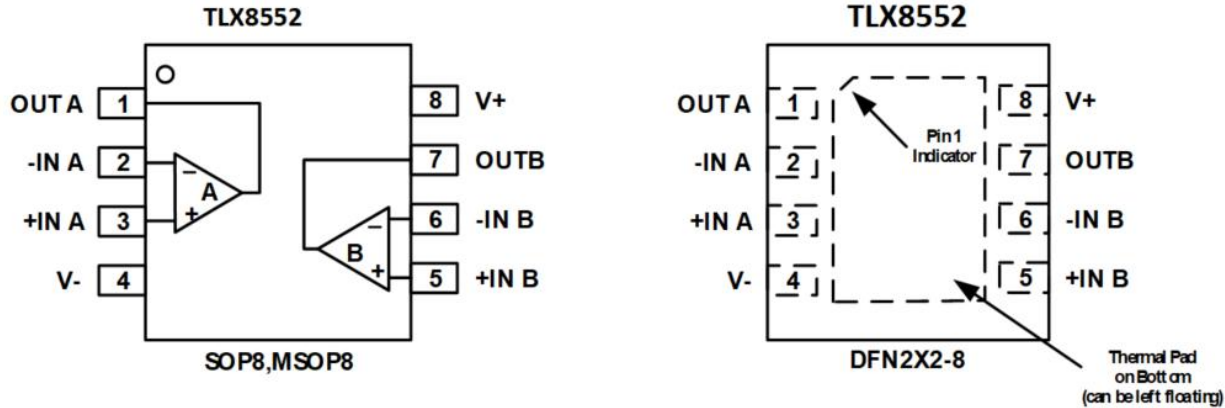 TLX8552
OUT A 1
-IN A 2
+IN A 3
V- 4
8 V+
7 OUTB
6 -IN B
5 +IN B
− A +
− B +
SOP8,MSOP8
TLX8552
OUT A 1
-IN A 2
+IN A 3
V- 4
8 V+
7 OUTB
6 -IN B
5 +IN B
Pin 1
Indicator
DFN2X2-8
Thermal Pad
on Bottom
(can be left floating)